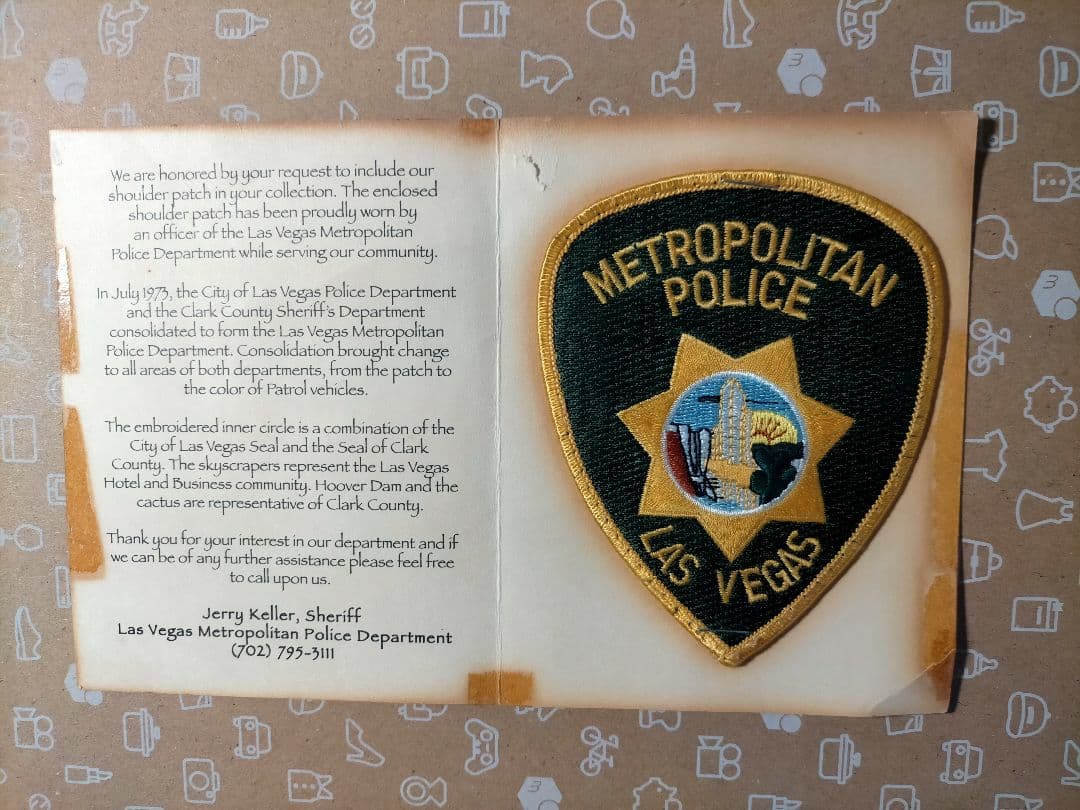 We are honored by your request to include our
shoulder patch in your collection. The enclosed
shoulder patch has been proudly worn by
an officer of the Las Vegas Metropolitan
Police Department while serving our community.
In July 1973, the City of Las Vegas Police Department
and the Clark County Sheriff's Department
consolidated to form the Las Vegas Metropolitan
Police Department. Consolidation brought change
to all areas of both departments, from the patch to
the color of Patrol vehicles.
The embroidered inner circle is a combination of the
City of Las Vegas Seal and the Seal of Clark
County. The skyscrapers represent the Las Vegas
Hotel and Business community. Hoover Dam and the
cactus are representative of Clark County.
Thank you for your interest in our department and if
we can be of any further assistance please feel free
to call upon us.
Jerry Keller, Sheriff
Las Vegas Metropolitan Police Department
(702) 795-3111
METROPOLITAN
POLICE
LAS VEGAS
3
3
3
3
3